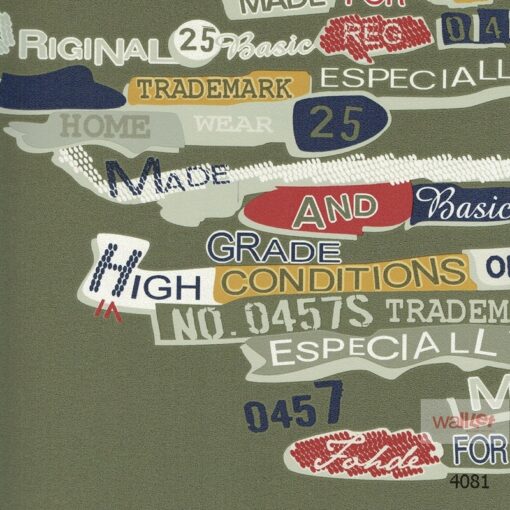 MADE FOR
RIGINAL 25 Basic REG 04
TRADEMARK ESPECIALL
HOME WEAR 25
MADE
AND Basic
GRADE
HIGH CONDITIONS
NO. 0457S TRADEM
ESPECIALL
0457 M
Fohde FOR
4081